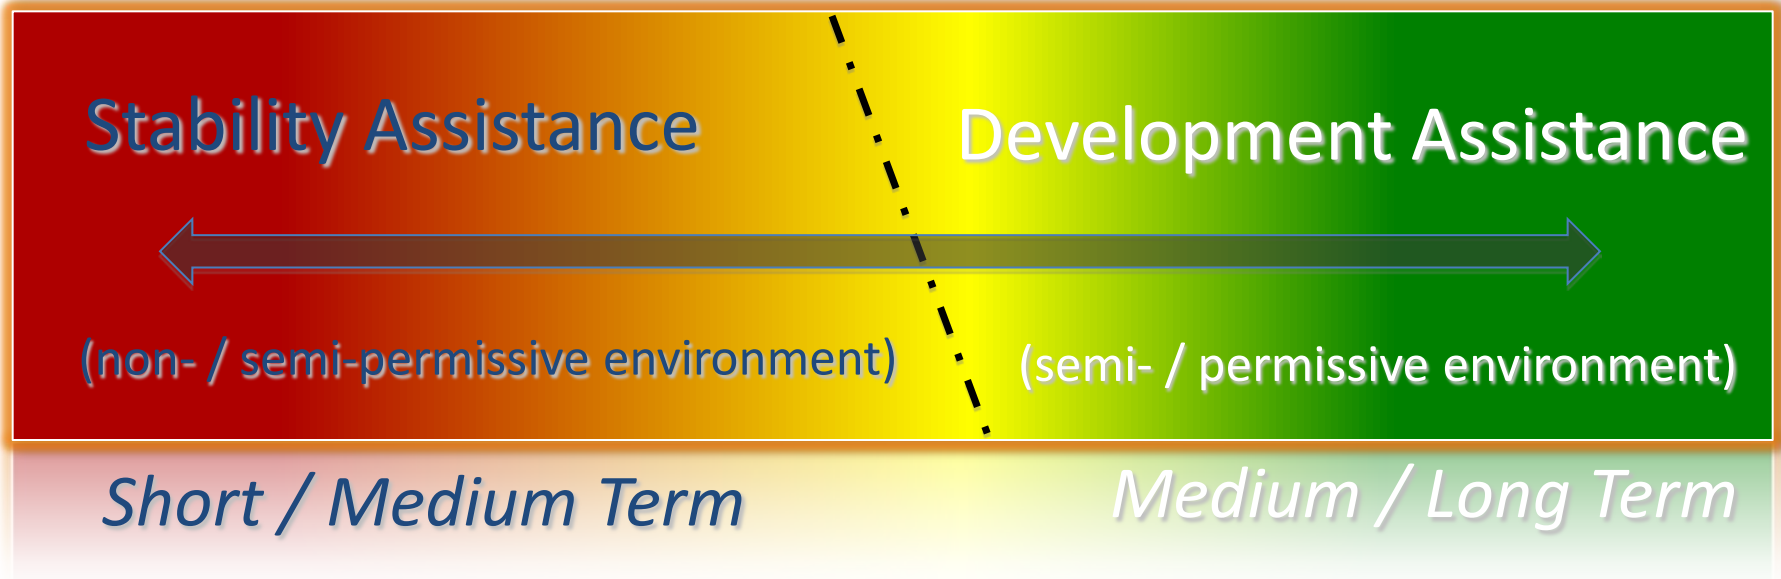 Stability Assistance
Development Assistance
(non- / semi-permissive environment)
(semi- / permissive environment)
Short / Medium Term
Medium / Long Term